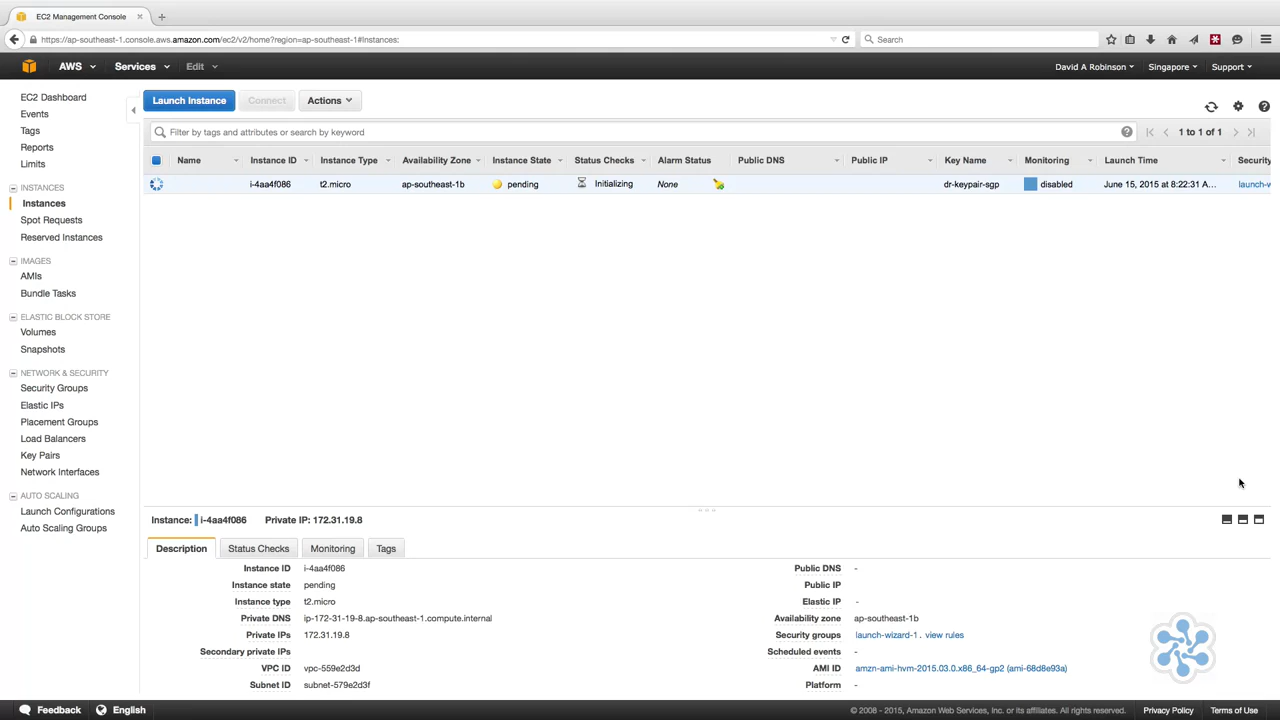 EC2 Management Console
https://ap-southeast-1.console.aws.amazon.com/ec2/v2/home?region=ap-southeast-1#Instances:
Search
AWS Services Edit David A Robinson Singapore Support
EC2 Dashboard
Events
Tags
Reports
Limits
INSTANCES
Instances
Spot Requests
Reserved Instances
IMAGES
AMIs
Bundle Tasks
ELASTIC BLOCK STORE
Volumes
Snapshots
NETWORK & SECURITY
Security Groups
Elastic IPs
Placement Groups
Load Balancers
Key Pairs
Network Interfaces
AUTO SCALING
Launch Configurations
Auto Scaling Groups
Launch Instance Connect Actions
Filter by tags and attributes or search by keyword 1 to 1 of 1
Name Instance ID Instance Type Availability Zone Instance State Status Checks Alarm Status Public DNS Public IP Key Name Monitoring Launch Time Security
i-4aa4f086 t2.micro ap-southeast-1b pending Initializing None dr-keypair-sgp disabled June 15, 2015 at 8:22:31 A... launch-w
Instance: i-4aa4f086 Private IP: 172.31.19.8
Description Status Checks Monitoring Tags
Instance ID i-4aa4f086 Public DNS -
Instance state pending Public IP
Instance type t2.micro Elastic IP -
Private DNS ip-172-31-19-8.ap-southeast-1.compute.internal Availability zone ap-southeast-1b
Private IPs 172.31.19.8 Security groups launch-wizard-1. view rules
Secondary private IPs Scheduled events -
VPC ID vpc-559e2d3d AMI ID amzn-ami-hvm-2015.03.0.x86_64-gp2 (ami-68d8e93a)
Subnet ID subnet-579e2d3f Platform -
Feedback English © 2008 - 2015, Amazon Web Services, Inc. or its affiliates. All rights reserved. Privacy Policy Terms of Use